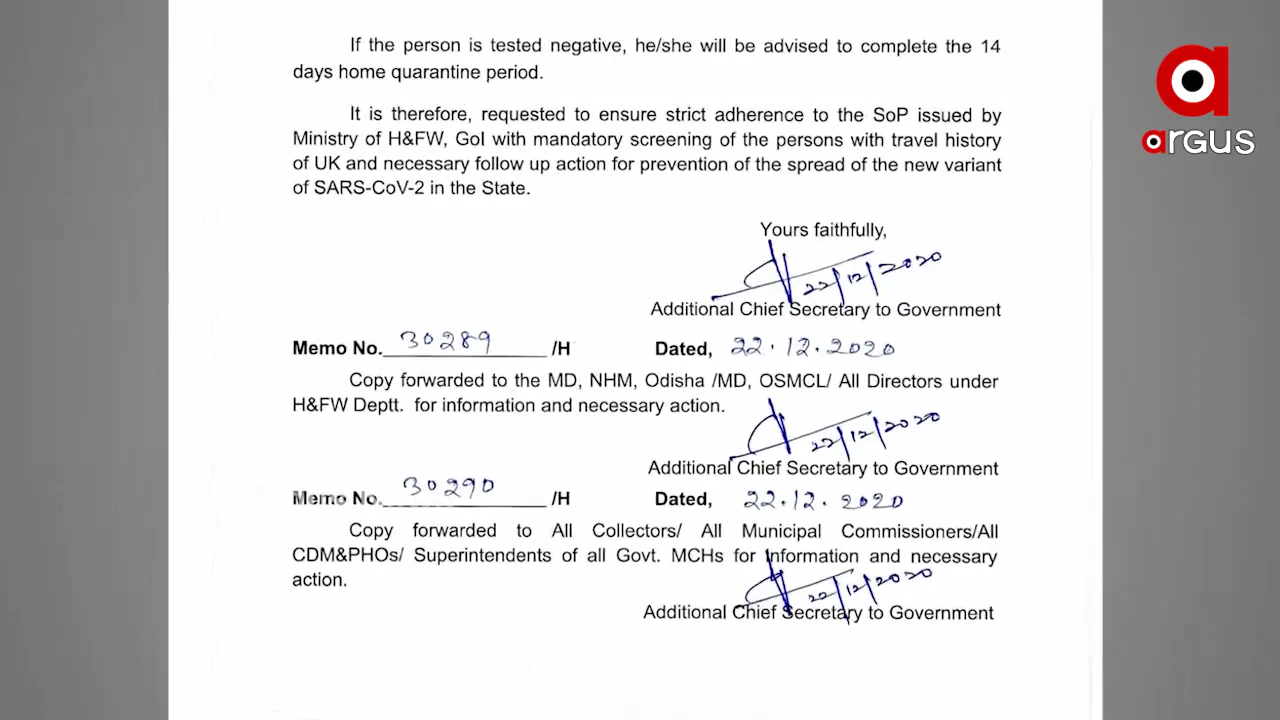 If the person is tested negative, he/she will be advised to complete the 14
days home quarantine period.
It is therefore, requested to ensure strict adherence to the SoP issued by
Ministry of H&FW, GoI with mandatory screening of the persons with travel history
of UK and necessary follow up action for prevention of the spread of the new variant
of SARS-CoV-2 in the State.
Yours faithfully,
22/12/2020
Additional Chief Secretary to Government
Memo No. 30289 /H Dated, 22.12.2020
Copy forwarded to the MD, NHM, Odisha /MD, OSMCL/ All Directors under
H&FW Deptt. for information and necessary action.
22/12/2020
Additional Chief Secretary to Government
Memo No. 30290 /H Dated, 22.12.2020
Copy forwarded to All Collectors/ All Municipal Commissioners/All
CDM&PHOs/ Superintendents of all Govt. MCHs for Information and necessary
action.
22/12/2020
Additional Chief Secretary to Government
a
argus